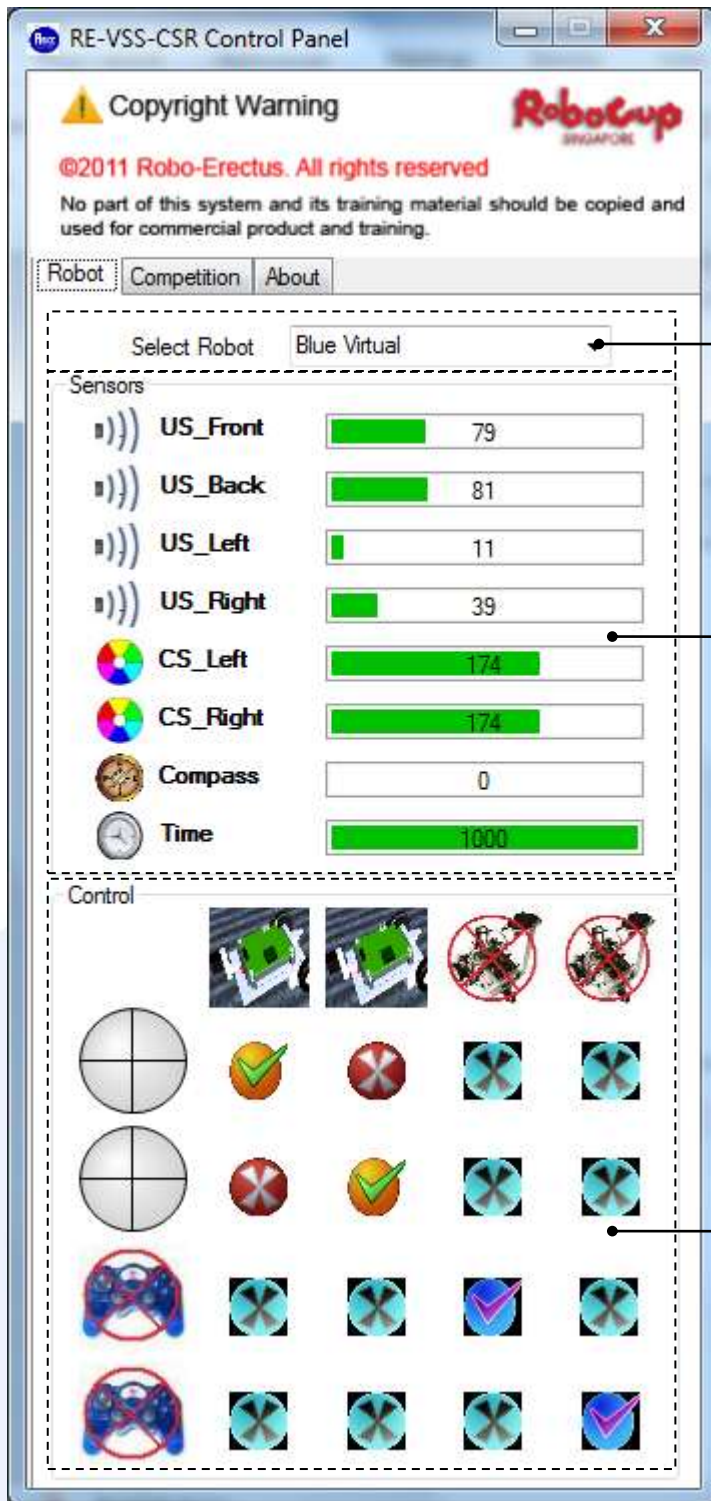 RE-VSS-CSR Control Panel
Copyright Warning
RoboCup
SINGAPORE
©2011 Robo-Erectus. All rights reserved
No part of this system and its training material should be copied and
used for commercial product and training.
Robot Competition About
Select Robot Blue Virtual
Sensors
US_Front 79
US_Back 81
US_Left 11
US_Right 39
CS_Left 174
CS_Right 174
Compass 0
Time 1000
Control